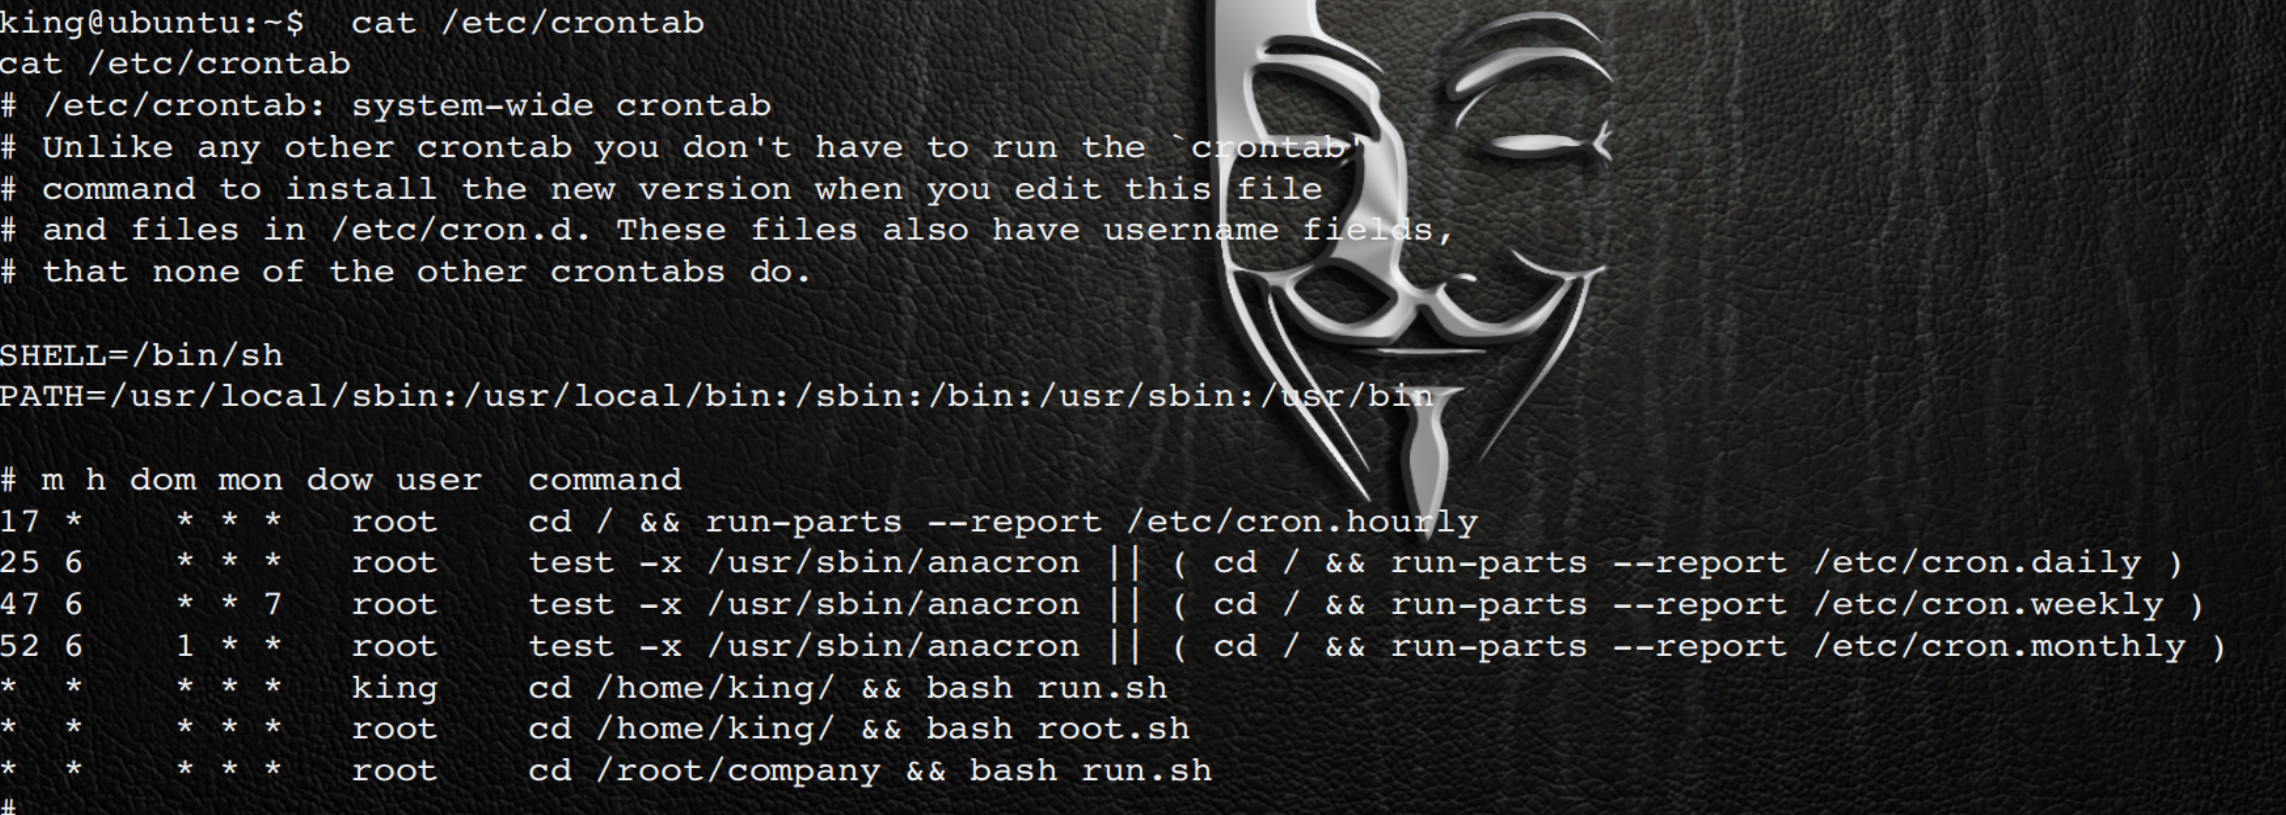 king@ubuntu:~$  cat /etc/crontab
cat /etc/crontab
# /etc/crontab: system-wide crontab
# Unlike any other crontab you don't have to run the `crontab'
# command to install the new version when you edit this file
# and files in /etc/cron.d. These files also have username fields,
# that none of the other crontabs do.

SHELL=/bin/sh
PATH=/usr/local/sbin:/usr/local/bin:/sbin:/bin:/usr/sbin:/usr/bin

# m h dom mon dow user  command
17 *    * * *   root    cd / && run-parts --report /etc/cron.hourly
25 6    * * *   root    test -x /usr/sbin/anacron || ( cd / && run-parts --report /etc/cron.daily )
47 6    * * 7   root    test -x /usr/sbin/anacron || ( cd / && run-parts --report /etc/cron.weekly )
52 6    1 * *   root    test -x /usr/sbin/anacron || ( cd / && run-parts --report /etc/cron.monthly )
*  *    * * *   king    cd /home/king/ && bash run.sh
*  *    * * *   root    cd /home/king/ && bash root.sh
*  *    * * *   root    cd /root/company && bash run.sh
#